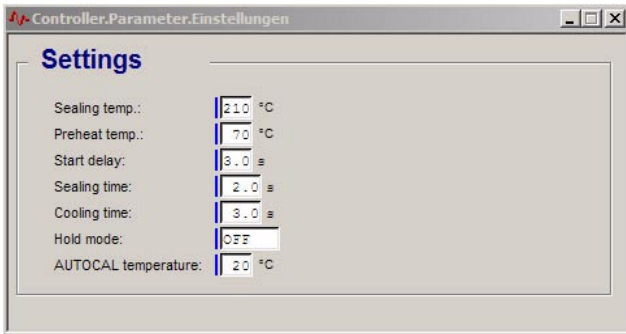 Controller.Parameter.Einstellungen
Settings
Sealing temp.: 210 °C
Preheat temp.: 70 °C
Start delay: 3.0 s
Sealing time: 2.0 s
Cooling time: 3.0 s
Hold mode: OFF
AUTOCAL temperature: 20 °C